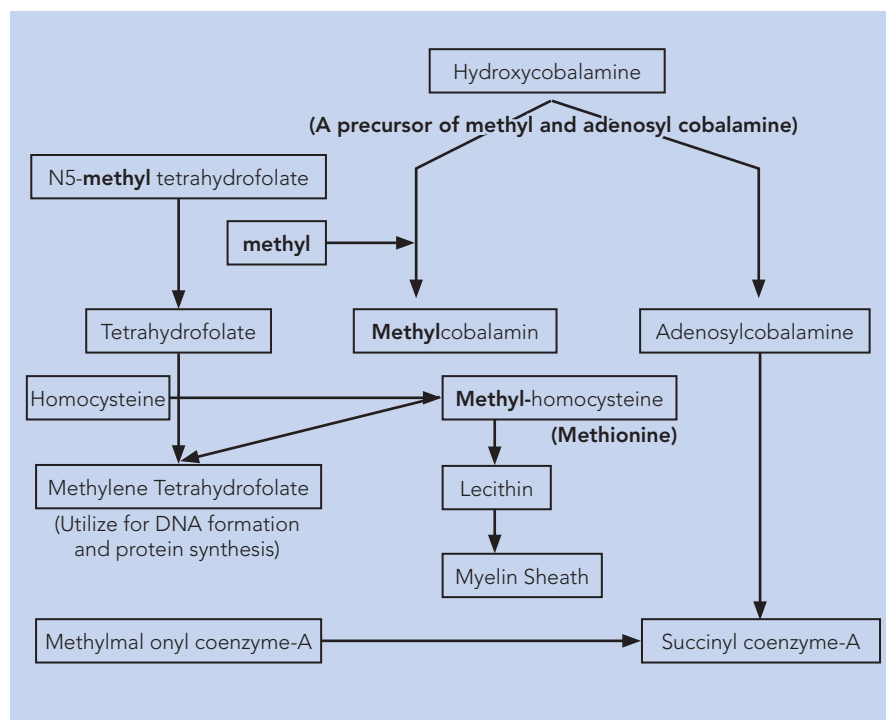 Hydroxycobalamine
(A precursor of methyl and adenosyl cobalamine)
N5-methyl tetrahydrofolate
methyl
Tetrahydrofolate
Methylcobalamin
Adenosylcobalamine
Homocysteine
Methyl-homocysteine
(Methionine)
Methylene Tetrahydrofolate
(Utilize for DNA formation
and protein synthesis)
Lecithin
Myelin Sheath
Methylmal onyl coenzyme-A
Succinyl coenzyme-A